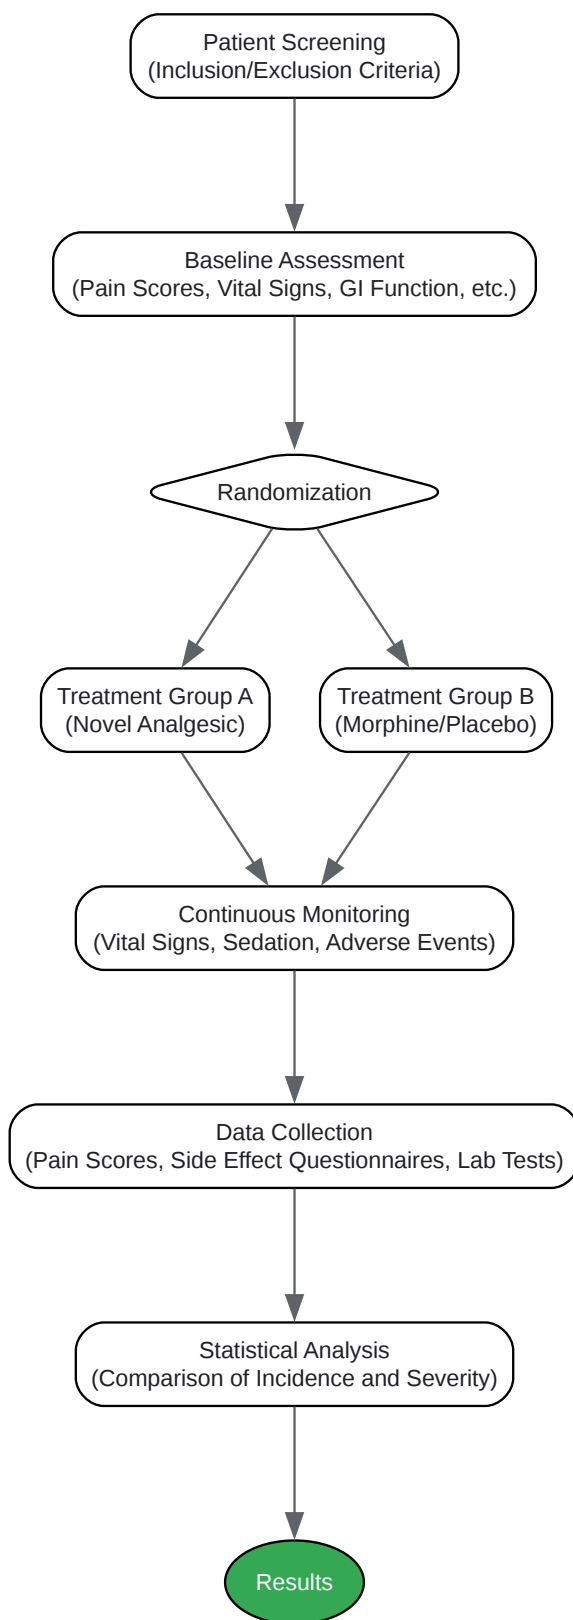 Patient Screening
(Inclusion/Exclusion Criteria)
Baseline Assessment
(Pain Scores, Vital Signs, GI Function, etc.)
Randomization
Treatment Group A
(Novel Analgesic)
Treatment Group B
(Morphine/Placebo)
Continuous Monitoring
(Vital Signs, Sedation, Adverse Events)
Data Collection
(Pain Scores, Side Effect Questionnaires, Lab Tests)
Statistical Analysis
(Comparison of Incidence and Severity)
Results